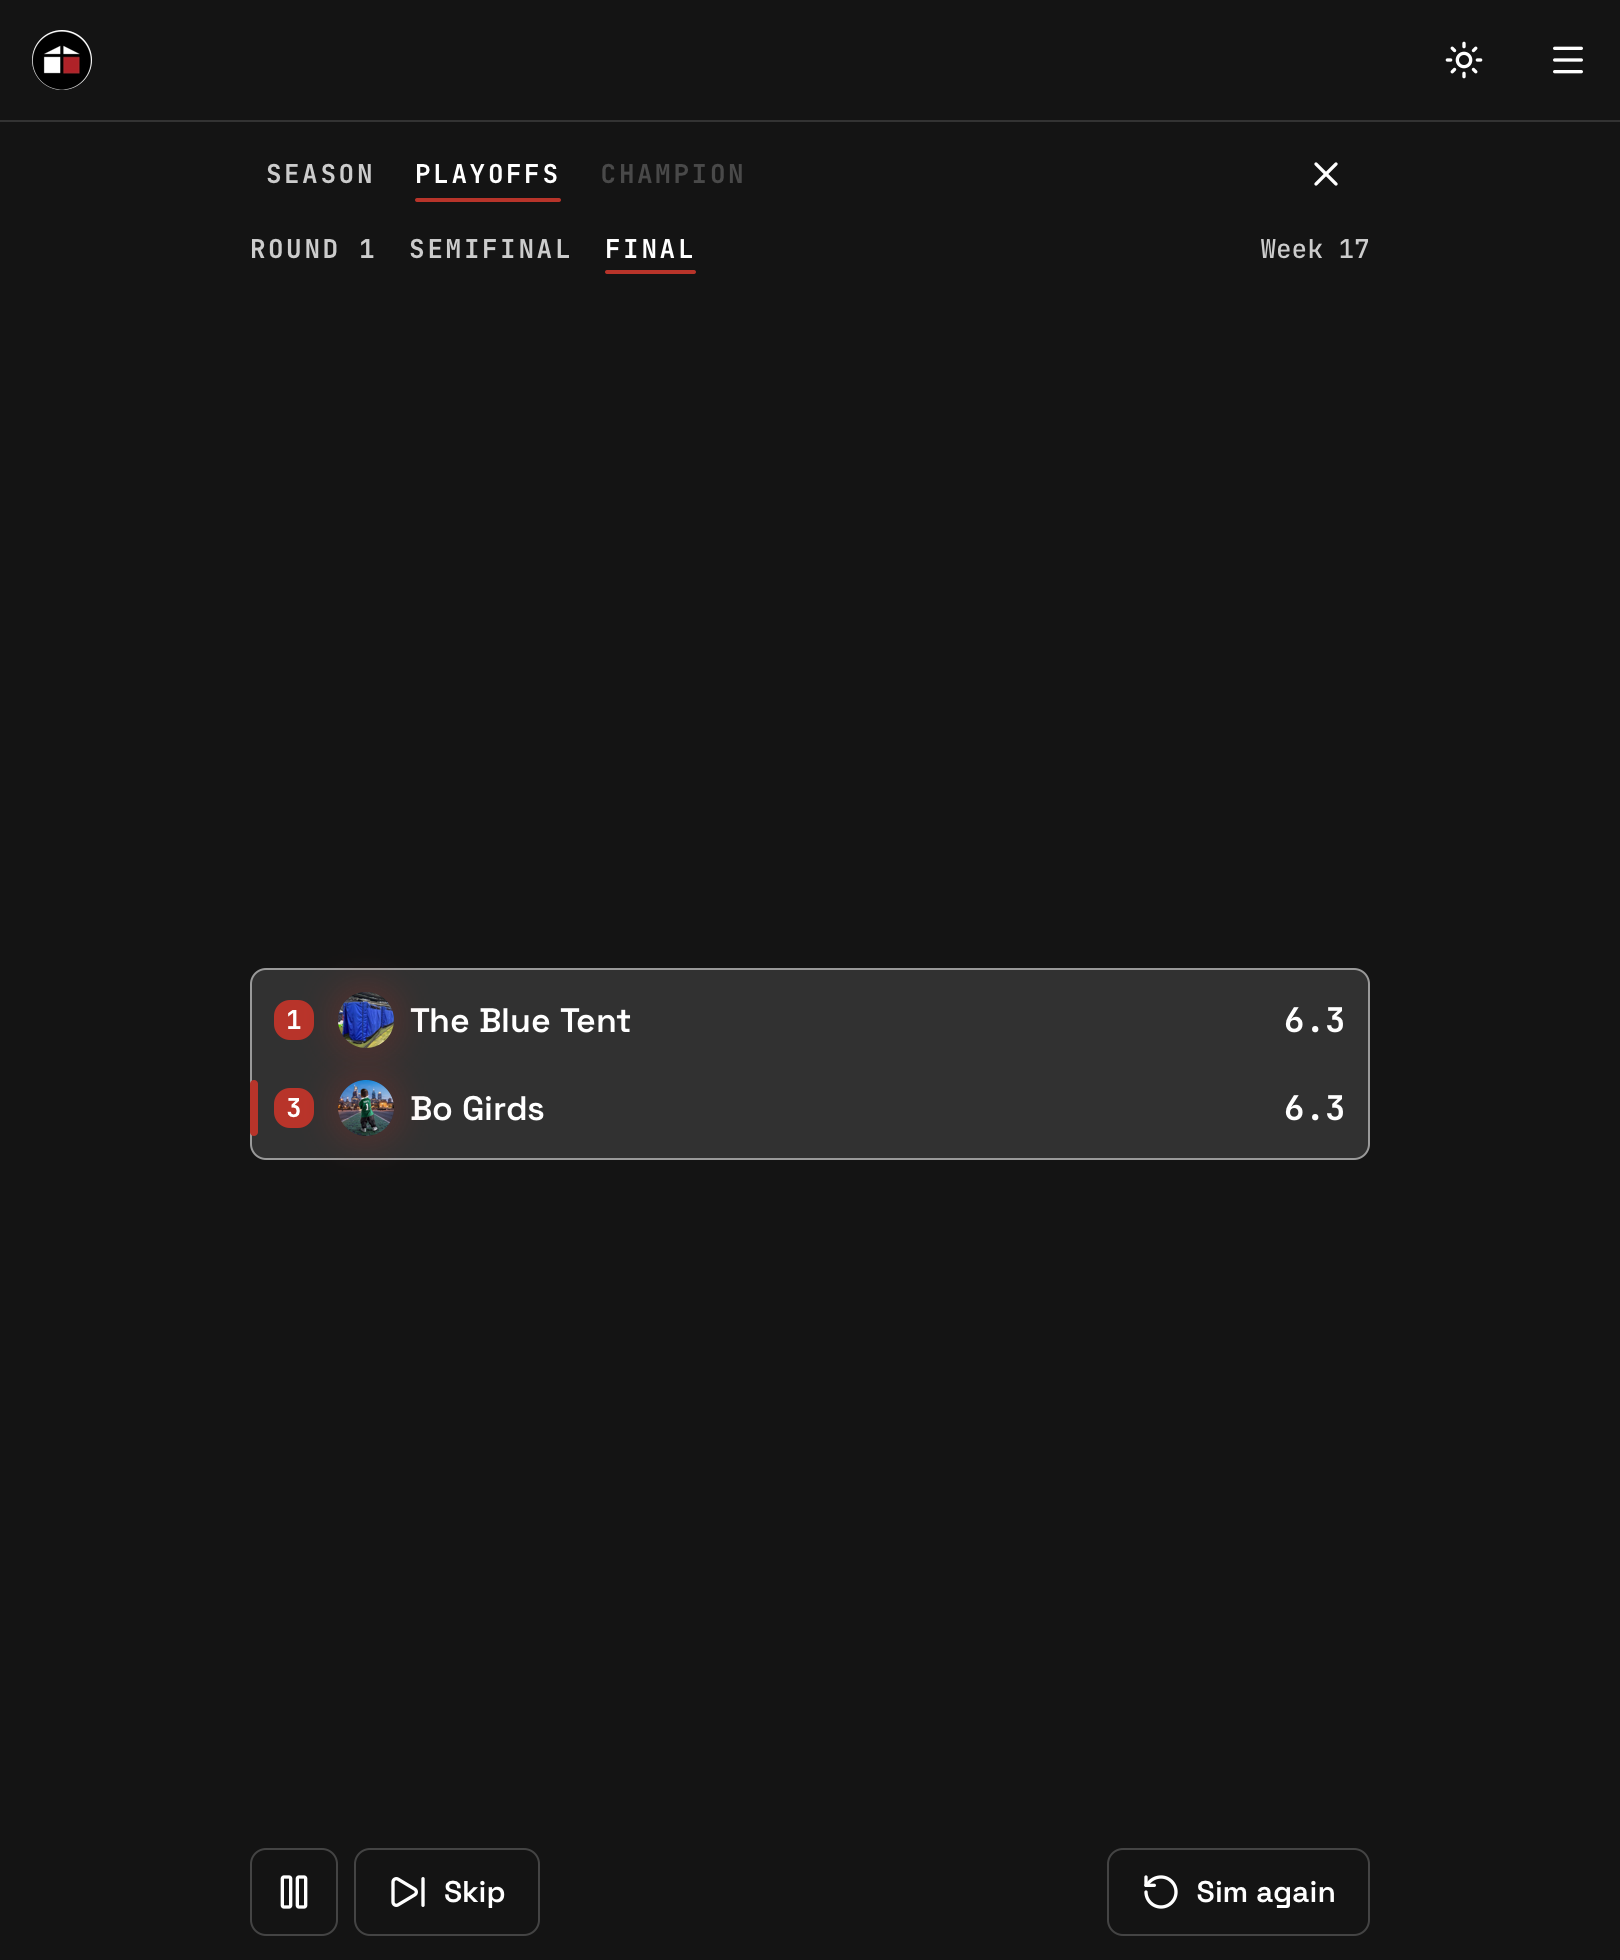 SEASON PLAYOFFS CHAMPION
ROUND 1 SEMIFINAL FINAL Week 17
1 The Blue Tent 6.3
3 Bo Girds 6.3
Skip Sim again